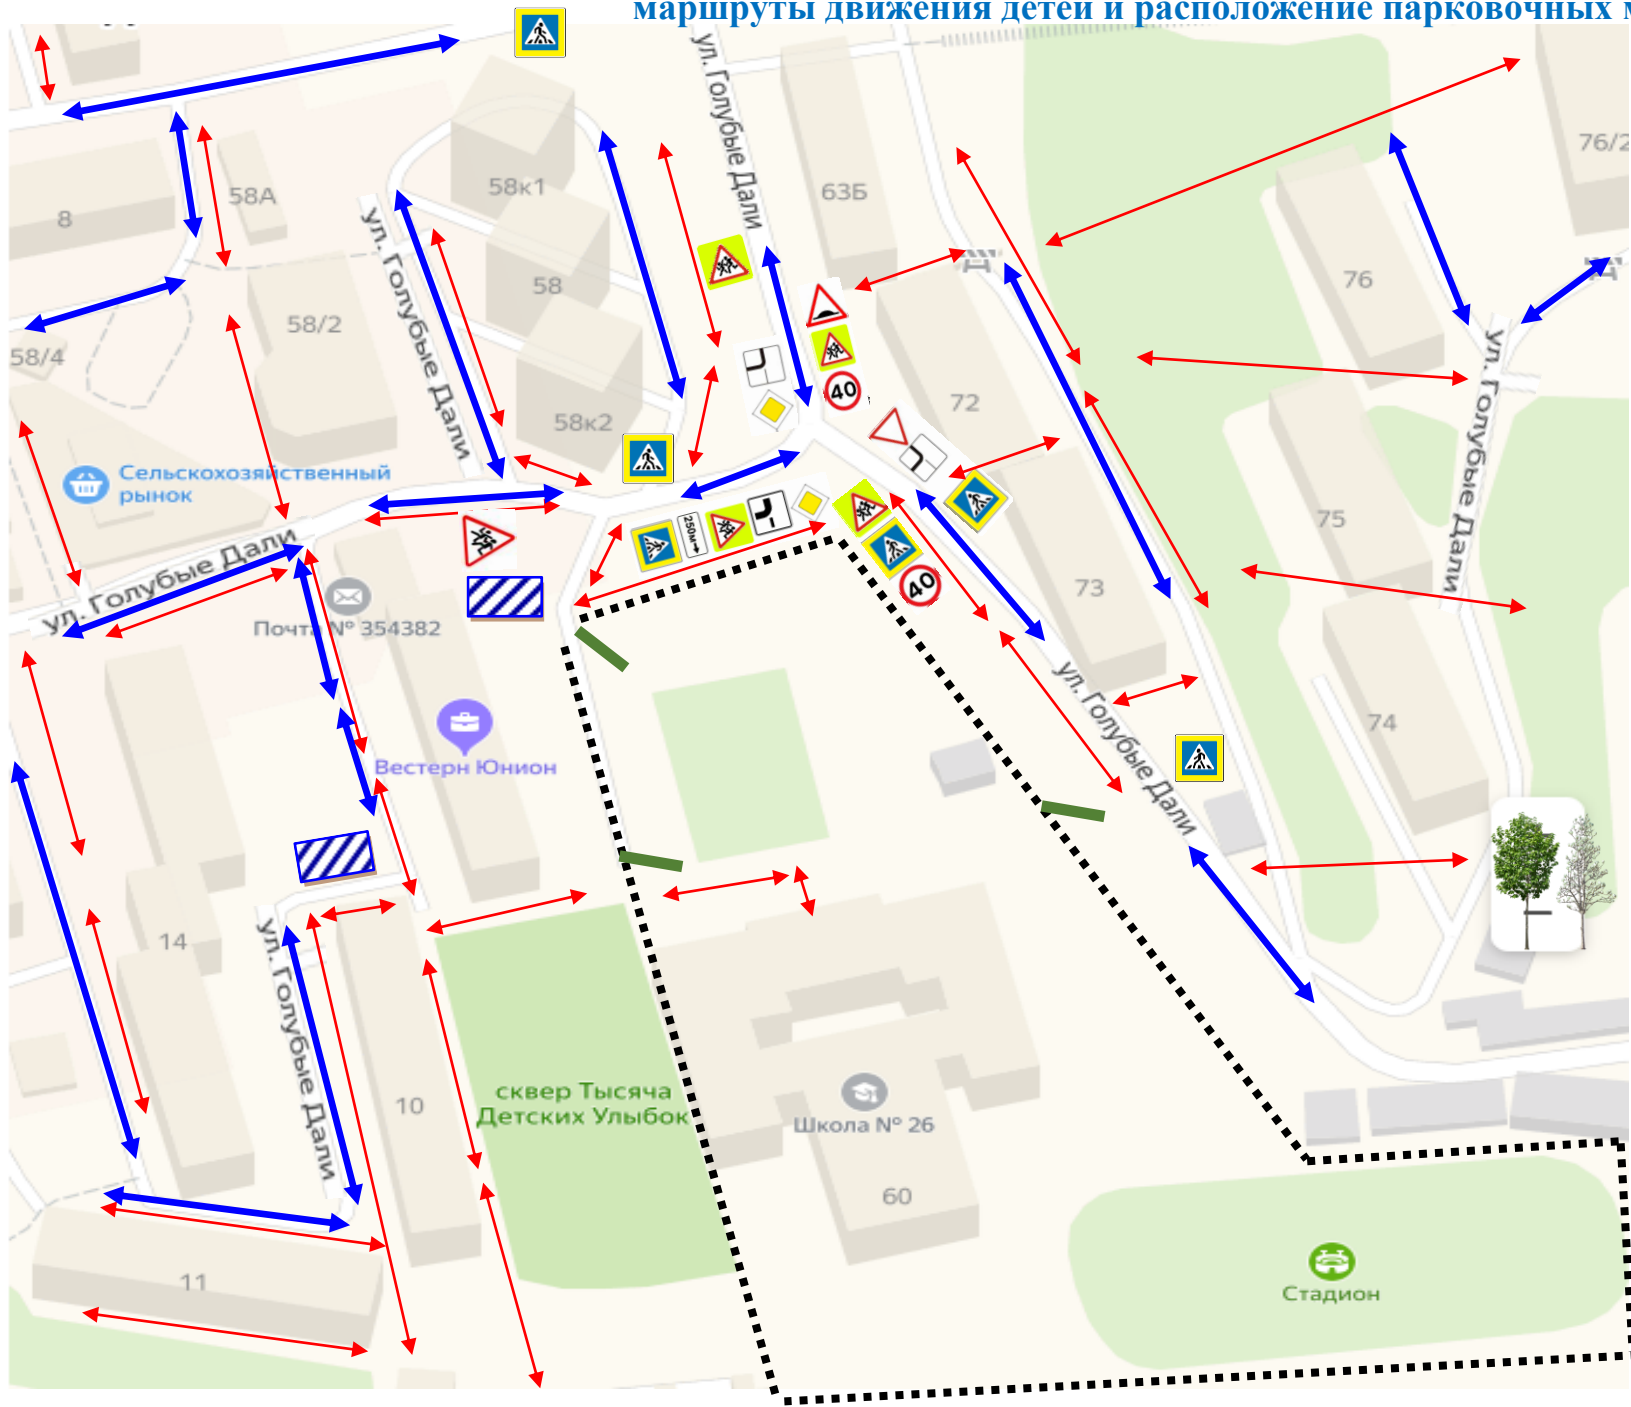 маршруты движения детей и расположение парковочных м
ул. Голубые Дали
63Б
76/2
58А
58к1
8
ул. Голубые Дали
58
76
58/2
58/4
ул. Голубые Дали
40
72
58к2
Сельскохозяйственный
рынок
75
250м
ул. Голубые Дали
40
73
Почта № 354382
ул. Голубые Дали
74
Вестерн Юнион
14
ул. Голубые Дали
10
сквер Тысяча
Детских Улыбок
Школа № 26
60
11
Стадион